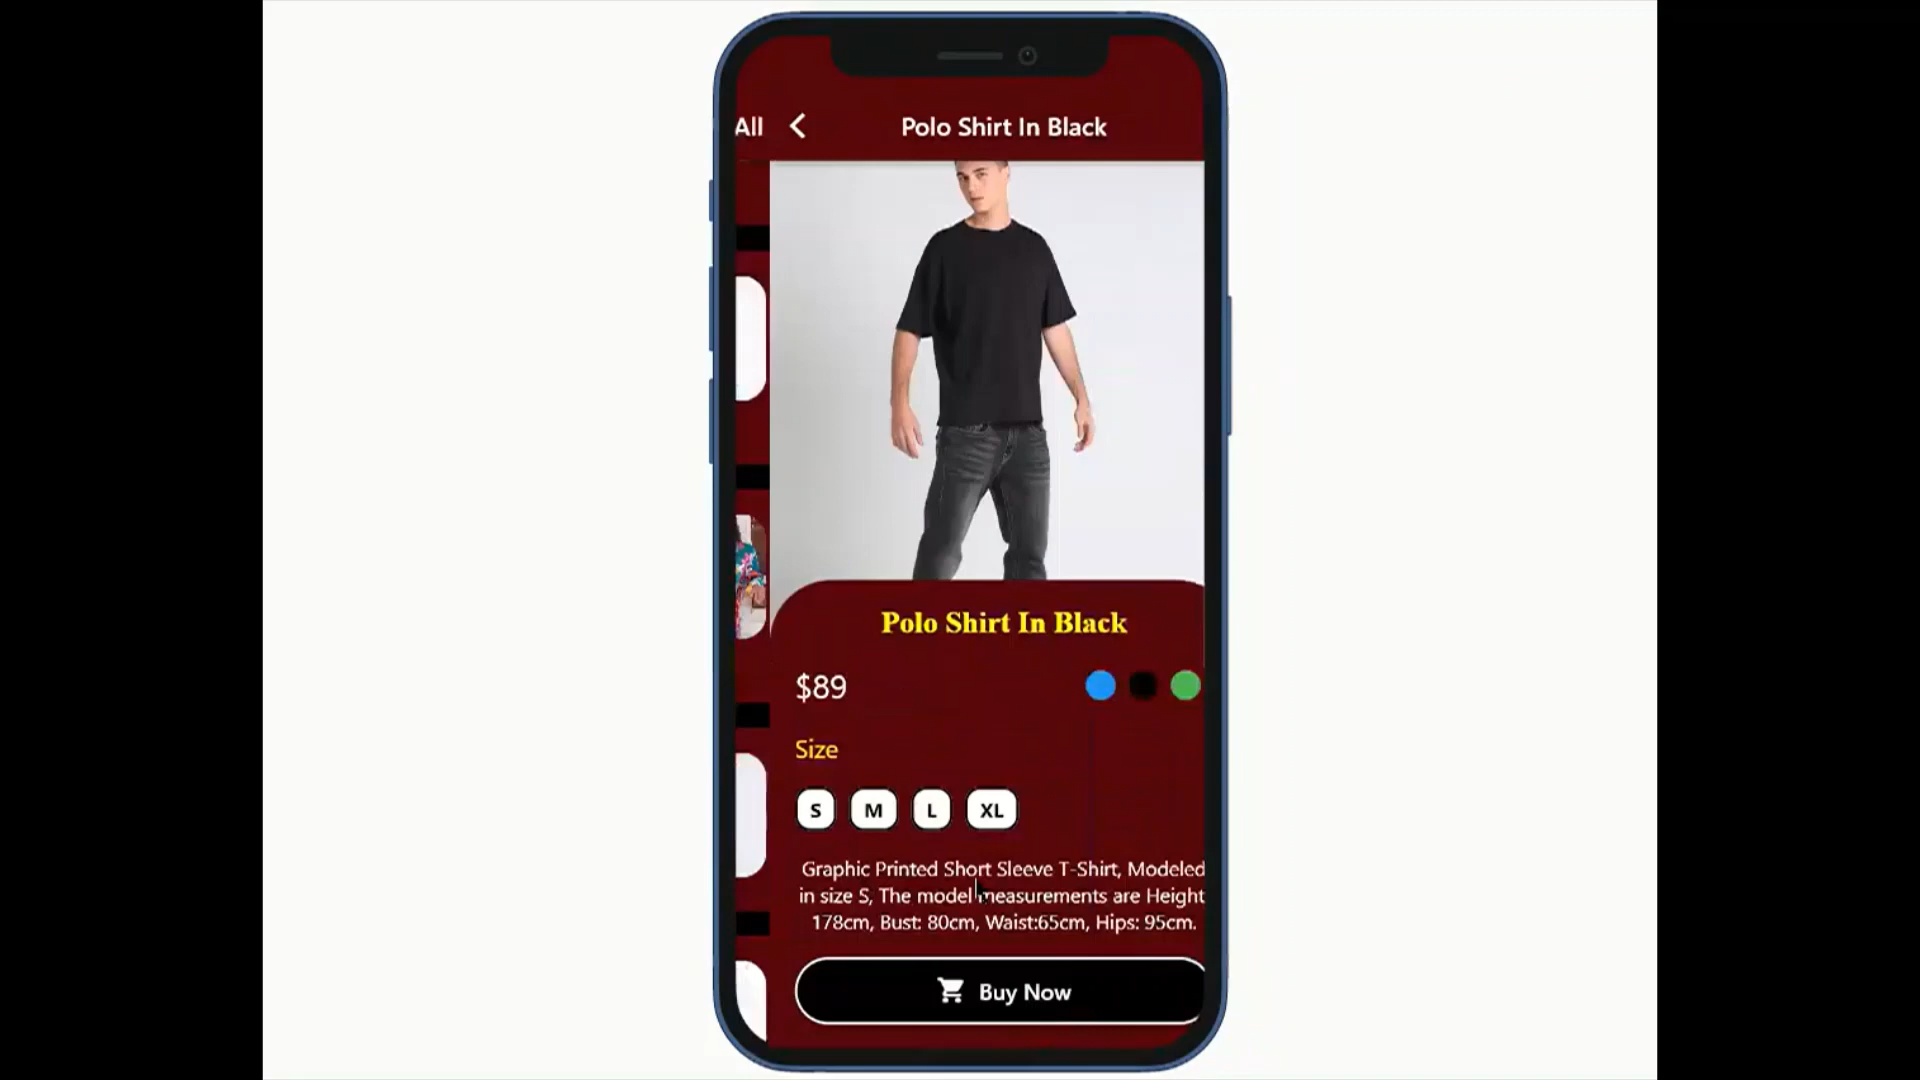 All
Polo Shirt In Black
Polo Shirt In Black
$89
Size
S M L XL
Graphic Printed Short Sleeve T-Shirt, Modeled
in size S, The model measurements are Height
178cm, Bust: 80cm, Waist:65cm, Hips: 95cm.
Buy Now